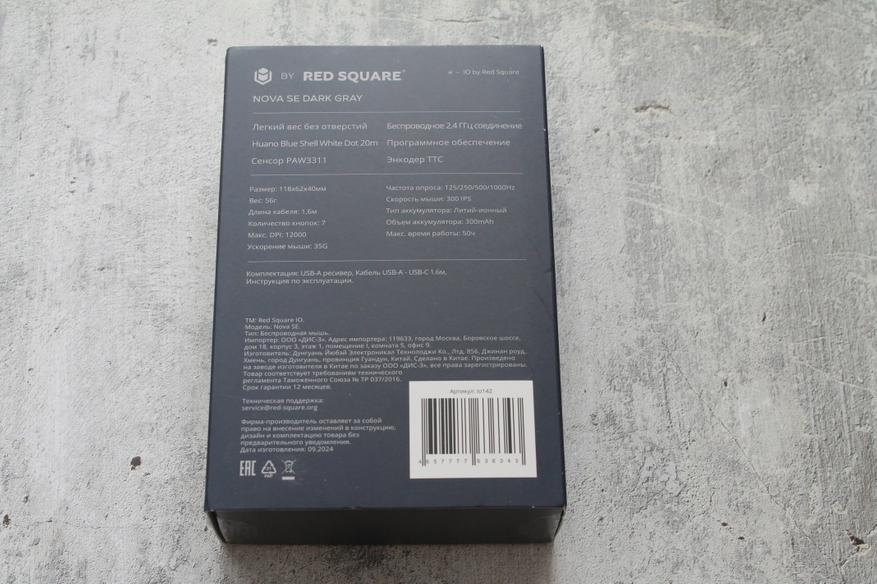 BY RED SQUARE
IO by Red Square
NOVA SE DARK GRAY
Легкий вес без отверстий
Беспроводное 2.4 ГГц соединение
Huano Blue Shell White Dot 20m
Программное обеспечение
Сенсор PAW3311
Энкодер TTC
Размер: 118x62x40мм
Вес: 56г
Длина кабеля: 1,6м
Количество кнопок: 7
Макс. DPI: 12000
Ускорение мыши: 35G
Частота опроса: 125/250/500/1000Hz
Скорость мыши: 300 IPS
Тип аккумулятора: Литий-ионный
Объем аккумулятора: 300mAh
Макс. время работы: 50ч
Комплектация: USB-A ресивер, Кабель USB-A - USB-C 1.6м,
Инструкция по эксплуатации.
TM: Red Square IO.
Модель: Nova SE.
Тип: Беспроводная мышь.
Импортер: ООО «ДИС-3». Адрес импортера: 119633, город Москва, Боровское шоссе,
дом 18, корпус 3, этаж 1, помещение I, комната 5, офис 9.
Изготовитель: Дунгуань Йюбэй Электроникал Технолоджи Ко., Лтд, 856, Джинан роуд,
Хмень, город Дунгуань, провинция Гуандун, Китай. Сделано в Китае. Произведено
на заводе изготовителя в Китае по заказу ООО «ДИС-3», все права зарегистрированы.
Товар соответствует требованиям технического
регламента Таможенного Союза № ТР 037/2016.
Срок гарантии 12 месяцев.
Техническая поддержка:
service@red-square.org
Фирма-производитель оставляет за собой
право на внесение изменений в конструкцию,
дизайн и комплектацию товара без
предварительного уведомления.
Дата изготовления: 09.2024
EAC
PAP
Артикул: io142